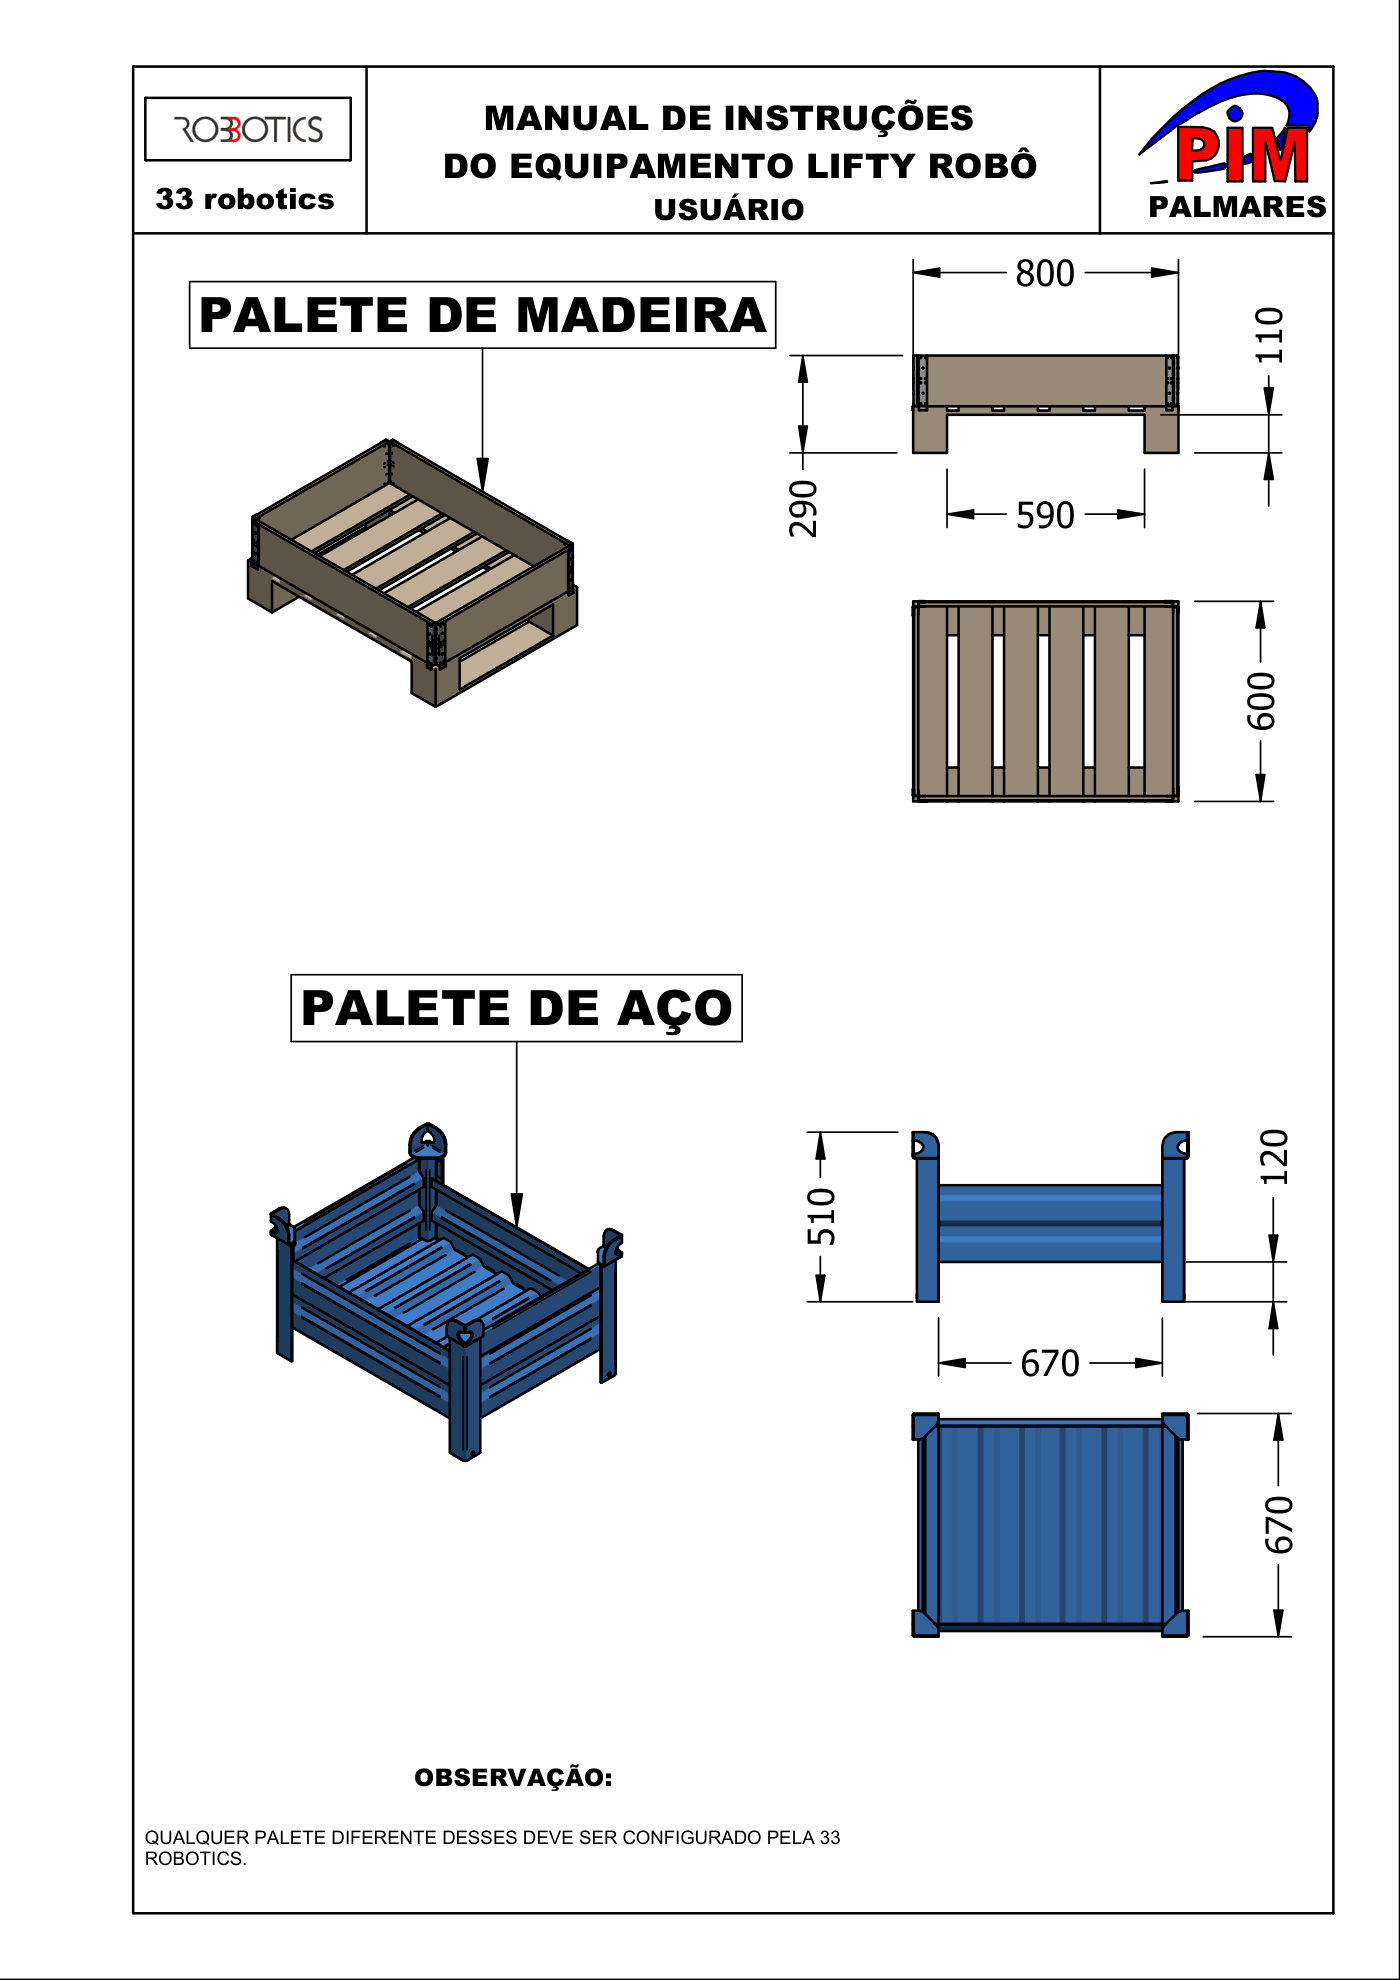 ROBBOTICS
33 robotics
MANUAL DE INSTRUÇÕES
DO EQUIPAMENTO LIFTY ROBÔ
USUÁRIO
PIM
PALMARES
PALETE DE MADEIRA
800
110
290
590
600
PALETE DE AÇO
510
120
670
670
OBSERVAÇÃO:
QUALQUER PALETE DIFERENTE DESSES DEVE SER CONFIGURADO PELA 33
ROBOTICS.